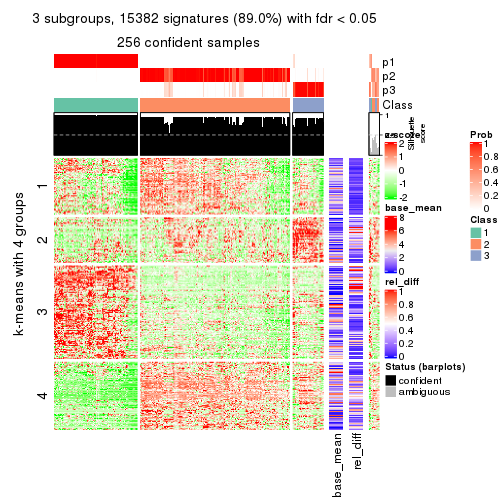 3 subgroups, 15382 signatures (89.0%) with fdr < 0.05
256 confident samples
p1
p2
p3
Class
1
Silhouette
score
z-score
2
1
0
-1
-2
base_mean
8
6
4
2
0
rel_diff
1
0.8
0.6
0.4
0.2
0
Status (barplots)
confident
ambiguous
Prob
1
0.8
0.6
0.4
0.2
0
Class
1
2
3
k-means with 4 groups
1
2
3
4
base_mean
rel_diff